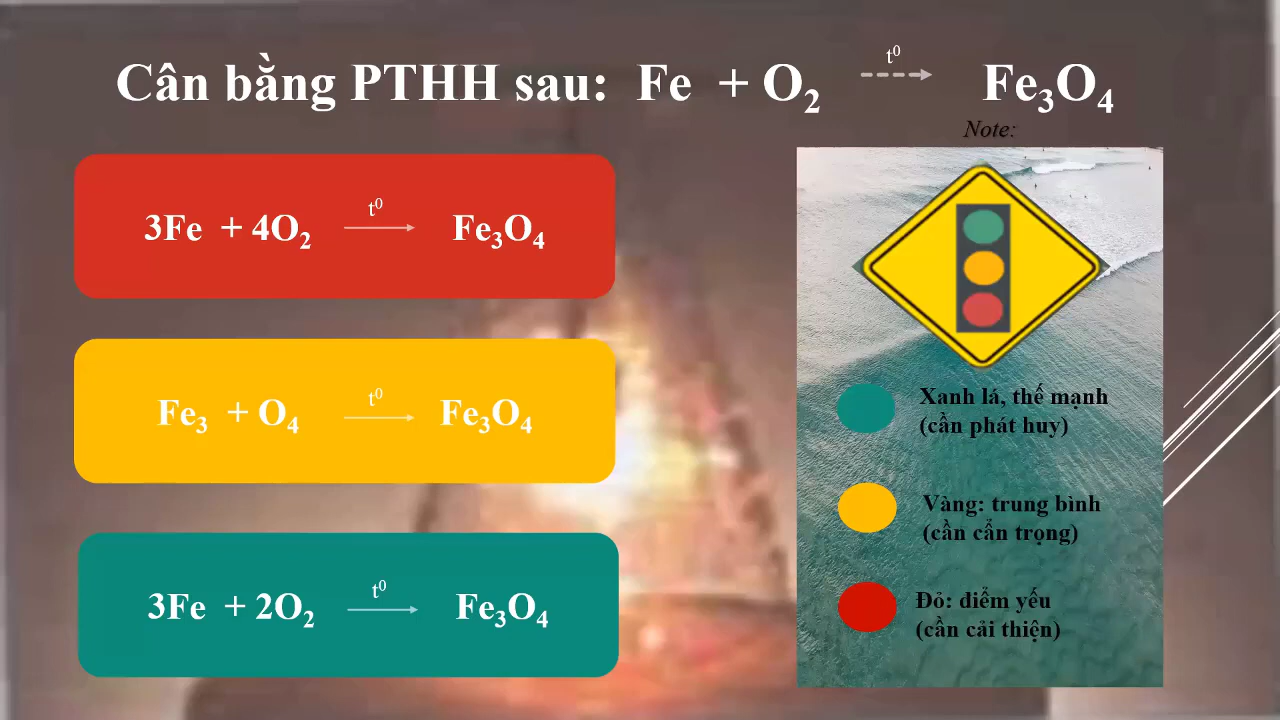 Cân bằng PTHH sau: Fe + O₂ t⁰ Fe₃O₄
Note:
3Fe + 4O₂ t⁰ Fe₃O₄
Fe₃ + O₄ t⁰ Fe₃O₄
3Fe + 2O₂ t⁰ Fe₃O₄
Xanh lá, thế mạnh
(cần phát huy)
Vàng: trung bình
(cần cẩn trọng)
Đỏ: điểm yếu
(cần cải thiện)